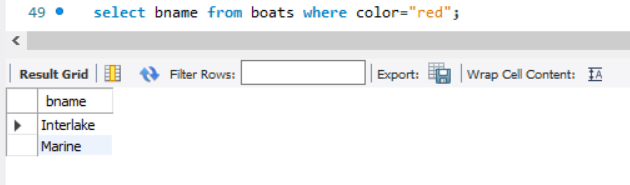 49 select bname from boats where color="red";
Result Grid Filter Rows: Export: Wrap Cell Content: IA
bname
Interlake
Marine